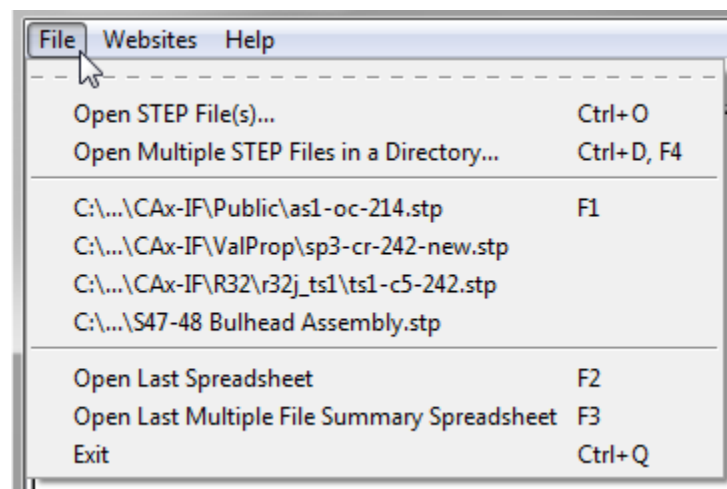 File Websites Help
Open STEP File(s)... Ctrl+O
Open Multiple STEP Files in a Directory... Ctrl+D, F4
C:\...\CAx-IF\Public\as1-oc-214.stp F1
C:\...\CAx-IF\ValProp\sp3-cr-242-new.stp
C:\...\CAx-IF\R32\r32j_ts1\ts1-c5-242.stp
C:\...\S47-48 Bulhead Assembly.stp
Open Last Spreadsheet F2
Open Last Multiple File Summary Spreadsheet F3
Exit Ctrl+Q